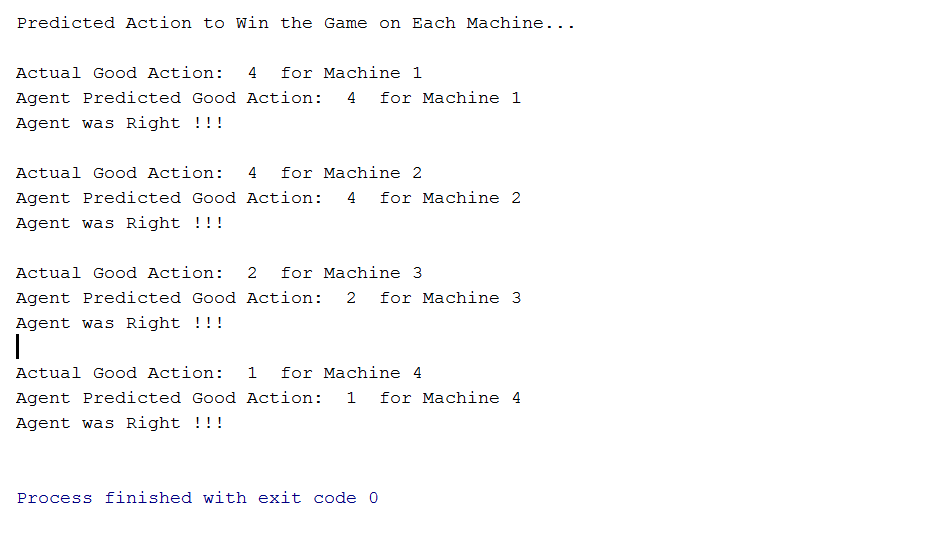 Predicted Action to Win the Game on Each Machine...
Actual Good Action:  4  for Machine 1
Agent Predicted Good Action:  4  for Machine 1
Agent was Right !!!
Actual Good Action:  4  for Machine 2
Agent Predicted Good Action:  4  for Machine 2
Agent was Right !!!
Actual Good Action:  2  for Machine 3
Agent Predicted Good Action:  2  for Machine 3
Agent was Right !!!
Actual Good Action:  1  for Machine 4
Agent Predicted Good Action:  1  for Machine 4
Agent was Right !!!
Process finished with exit code 0